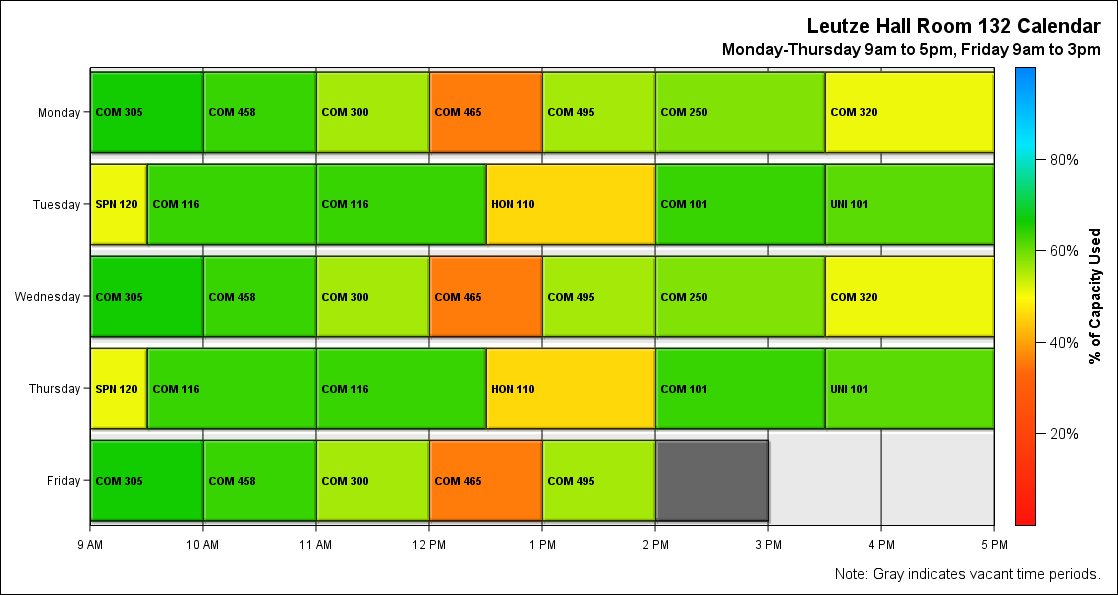 Leutze Hall Room 132 Calendar
Monday-Thursday 9am to 5pm, Friday 9am to 3pm
Monday
COM 305
COM 458
COM 300
COM 465
COM 495
COM 250
COM 320
Tuesday
SPN 120
COM 116
COM 116
HON 110
COM 101
UNI 101
Wednesday
COM 305
COM 458
COM 300
COM 465
COM 495
COM 250
COM 320
Thursday
SPN 120
COM 116
COM 116
HON 110
COM 101
UNI 101
Friday
COM 305
COM 458
COM 300
COM 465
COM 495
9 AM
10 AM
11 AM
12 PM
1 PM
2 PM
3 PM
4 PM
5 PM
80%
60%
40%
20%
% of Capacity Used
Note: Gray indicates vacant time periods.